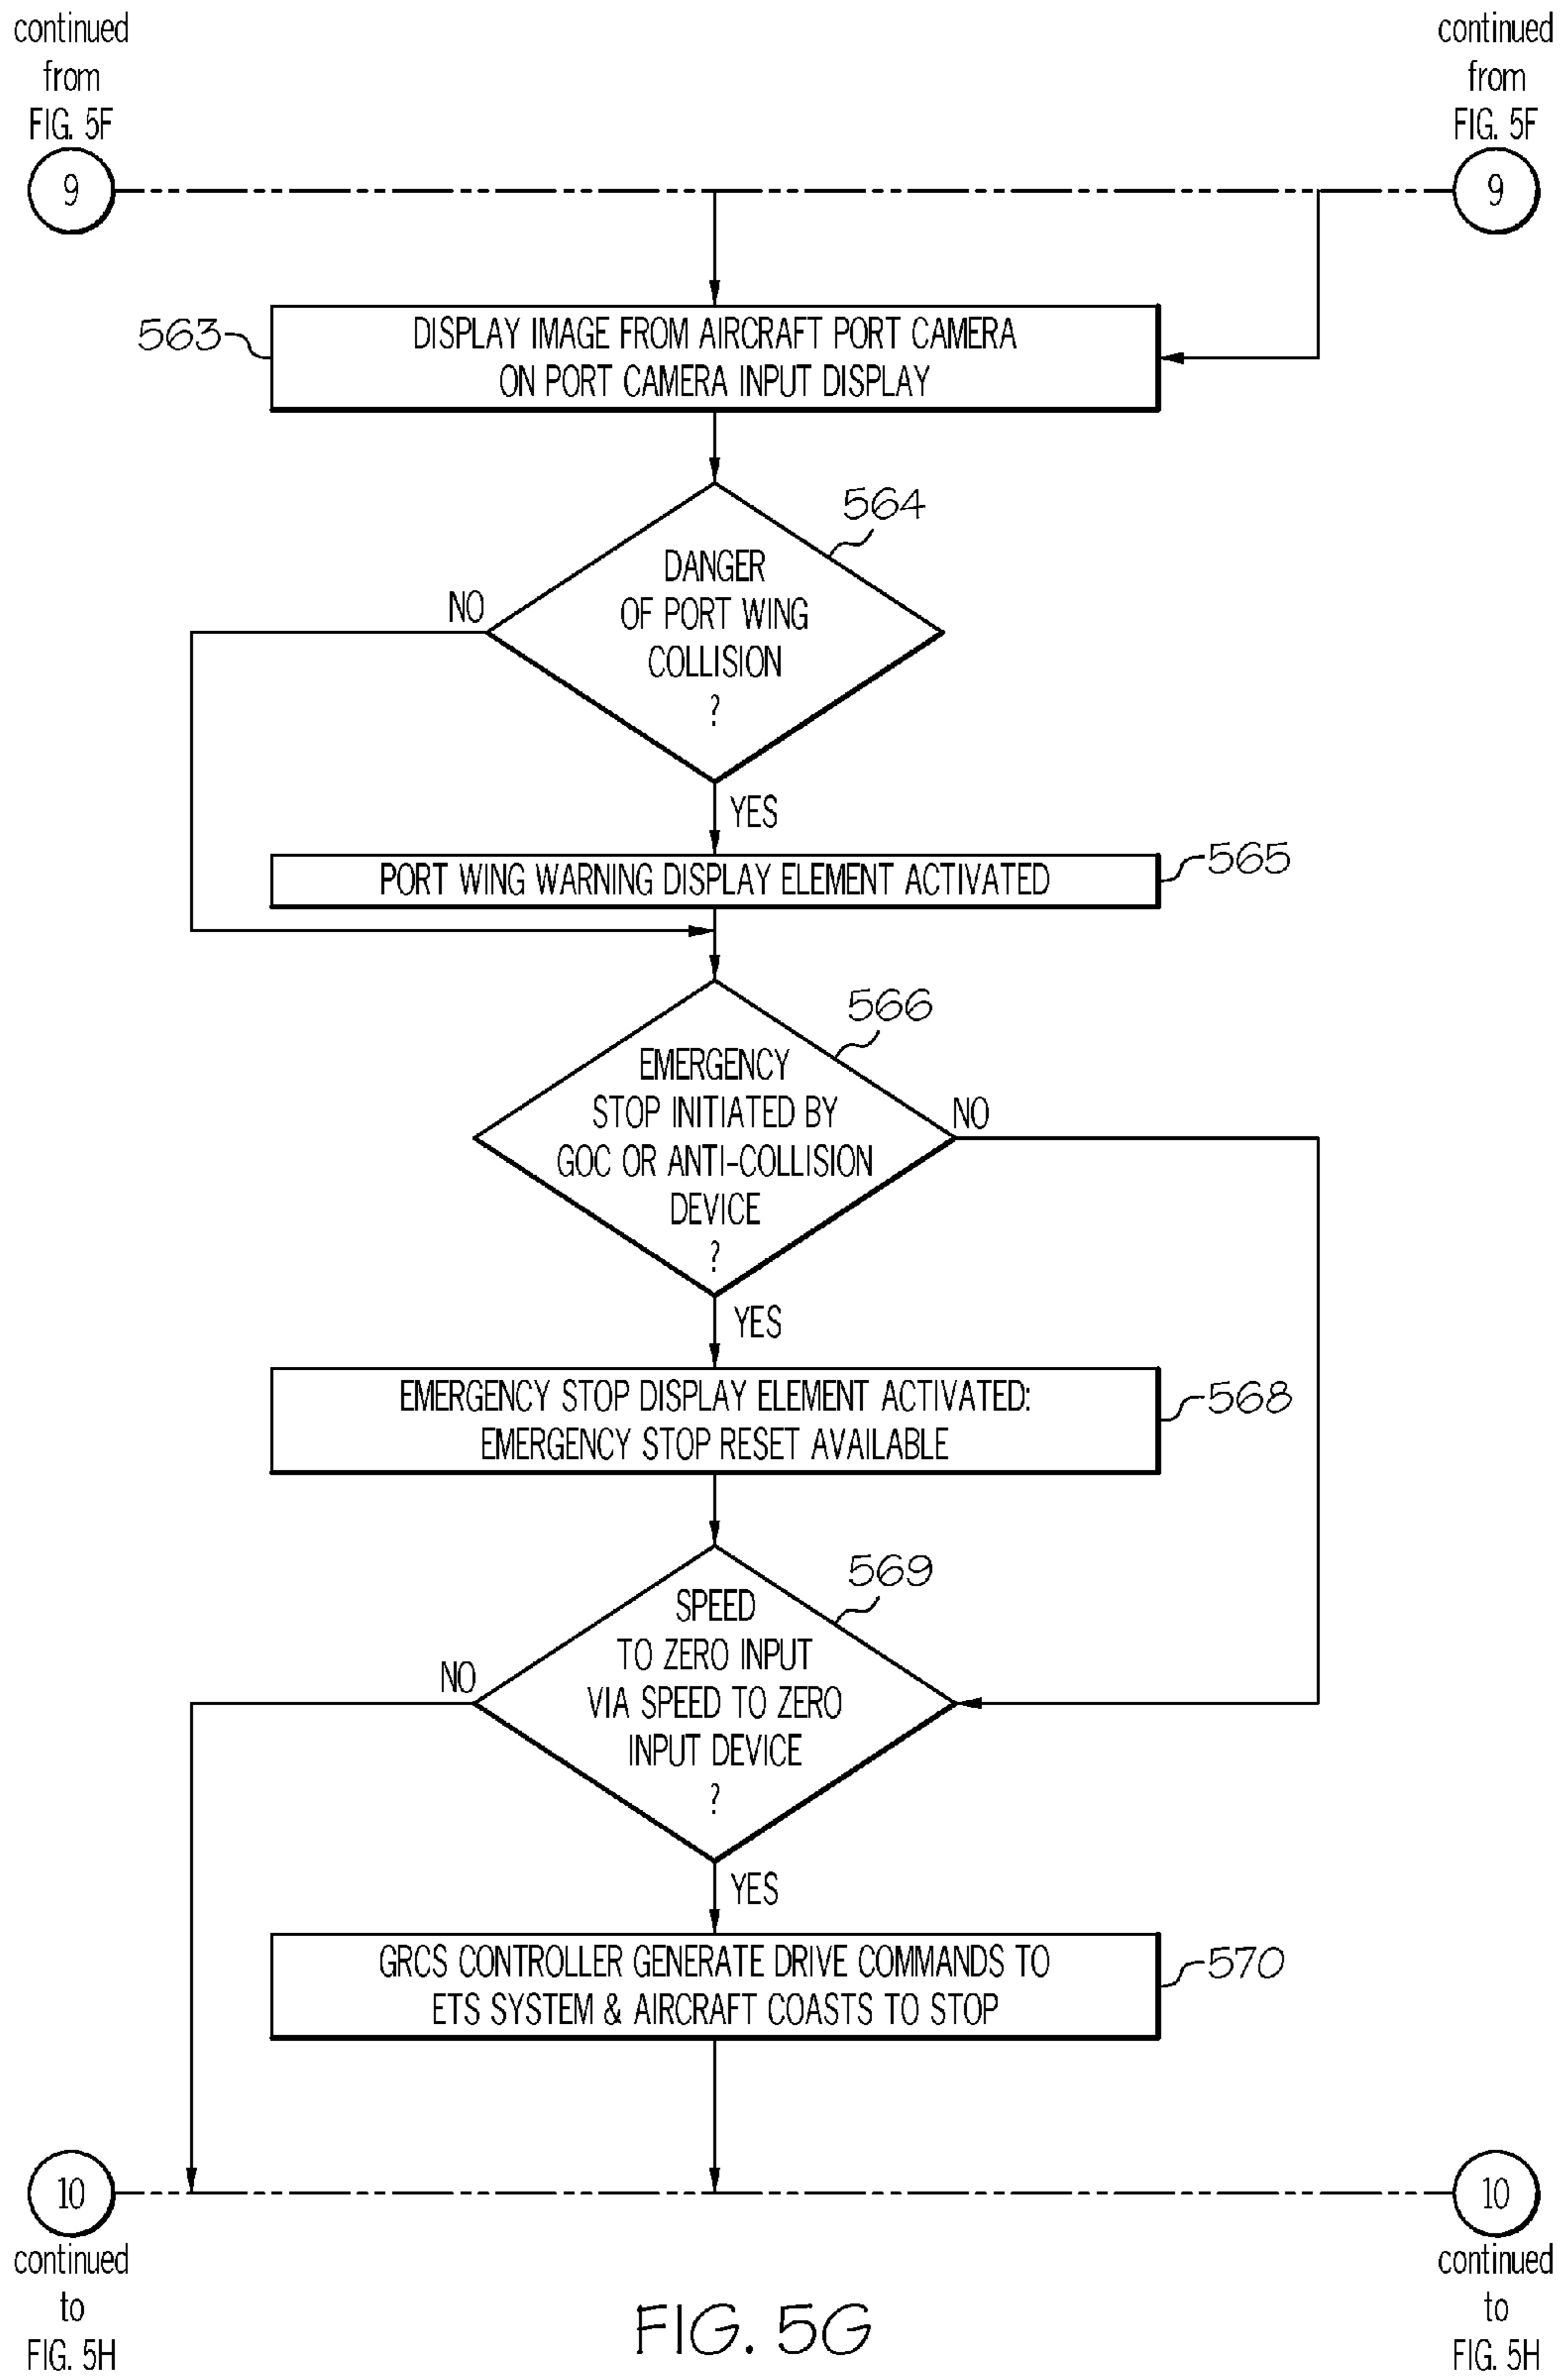 continued
from
FIG. 5F
9
continued
from
FIG. 5F
9
563
DISPLAY IMAGE FROM AIRCRAFT PORT CAMERA
ON PORT CAMERA INPUT DISPLAY
564
DANGER
OF PORT WING
COLLISION
?
NO
YES
PORT WING WARNING DISPLAY ELEMENT ACTIVATED
565
566
EMERGENCY
STOP INITIATED BY
GOC OR ANTI-COLLISION
DEVICE
?
NO
YES
EMERGENCY STOP DISPLAY ELEMENT ACTIVATED:
EMERGENCY STOP RESET AVAILABLE
568
569
SPEED
TO ZERO INPUT
VIA SPEED TO ZERO
INPUT DEVICE
?
NO
YES
GRCS CONTROLLER GENERATE DRIVE COMMANDS TO
ETS SYSTEM & AIRCRAFT COASTS TO STOP
570
10
continued
to
FIG. 5H
10
continued
to
FIG. 5H
FIG. 5G